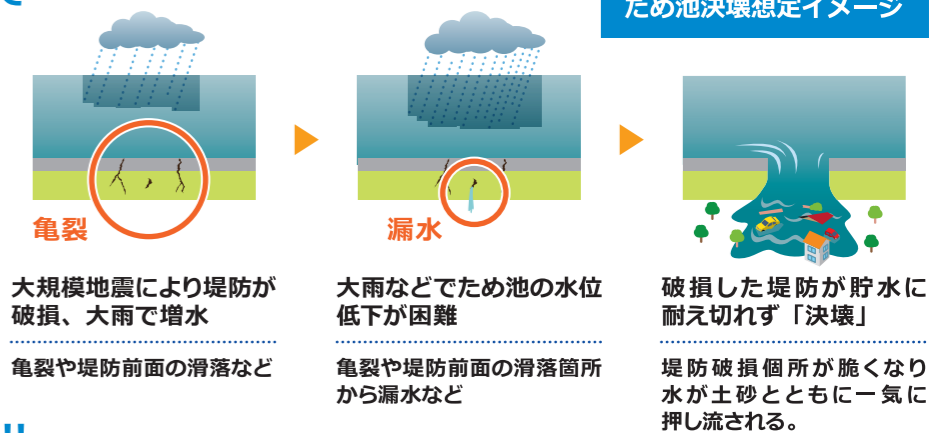 ため池決壊想定イメージ
亀裂
漏水
大規模地震により堤防が
破損、大雨で増水
亀裂や堤防前面の滑落など
大雨などでため池の水位
低下が困難
亀裂や堤防前面の滑落箇所
から漏水など
破損した堤防が貯水に
耐え切れず「決壊」
堤防破損個所が脆くなり
水が土砂とともに一気に
押し流される。